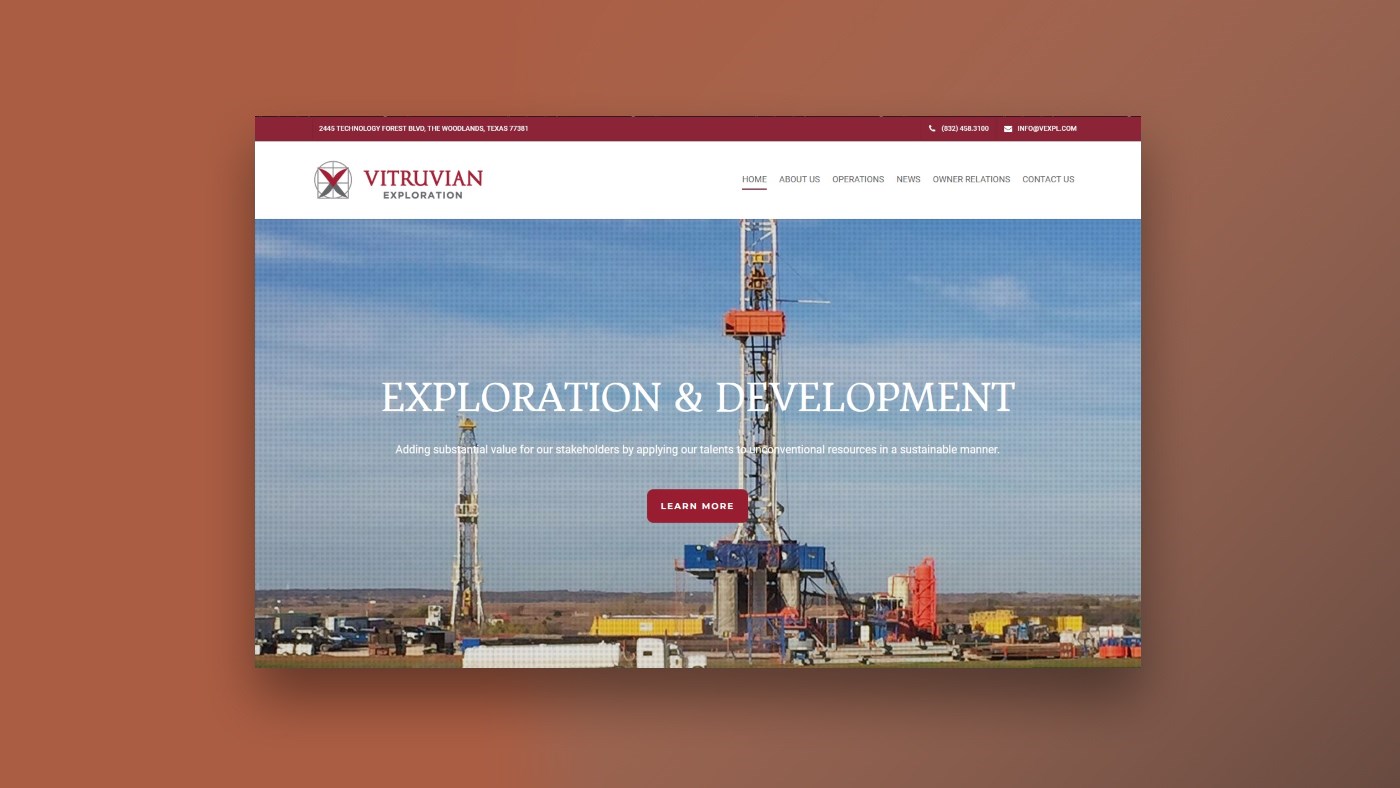 2445 TECHNOLOGY FOREST BLVD, THE WOODLANDS, TEXAS 77381
(832) 458.3100
INFO@VEXPL.COM
VITRUVIAN
EXPLORATION
HOME ABOUT US OPERATIONS NEWS OWNER RELATIONS CONTACT US
EXPLORATION & DEVELOPMENT
Adding substantial value for our stakeholders by applying our talents to unconventional resources in a sustainable manner.
LEARN MORE